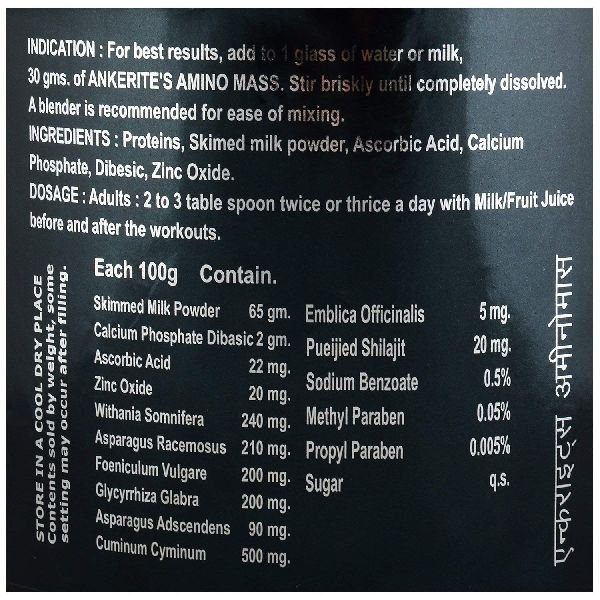 INDICATION : For best results, add to 1 glass of water or milk,
30 gms. of ANKERITE'S AMINO MASS. Stir briskly until completely dissolved.
A blender is recommended for ease of mixing.
INGREDIENTS : Proteins, Skimed milk powder, Ascorbic Acid, Calcium
Phosphate, Dibesic, Zinc Oxide.
DOSAGE : Adults : 2 to 3 table spoon twice or thrice a day with Milk/Fruit Juice
before and after the workouts.
Each 100g Contain.
Skimmed Milk Powder 65 gm.
Calcium Phosphate Dibasic 2 gm.
Ascorbic Acid 22 mg.
Zinc Oxide 20 mg.
Withania Somnifera 240 mg.
Asparagus Racemosus 210 mg.
Foeniculum Vulgare 200 mg.
Glycyrrhiza Glabra 200 mg.
Asparagus Adscendens 90 mg.
Cuminum Cyminum 500 mg.
Emblica Officinalis 5 mg.
Pueijied Shilajit 20 mg.
Sodium Benzoate 0.5%
Methyl Paraben 0.05%
Propyl Paraben 0.005%
Sugar q.s.
STORE IN A COOL DRY PLACE
Contents sold by weight, some
setting may occur after filling.
ऐन्कराइट्स अमीनोमास